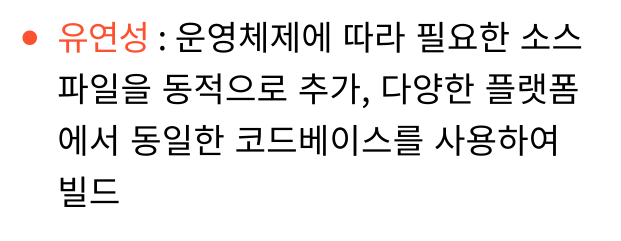 • 유연성 : 운영체제에 따라 필요한 소스
파일을 동적으로 추가, 다양한 플랫폼
에서 동일한 코드베이스를 사용하여
빌드